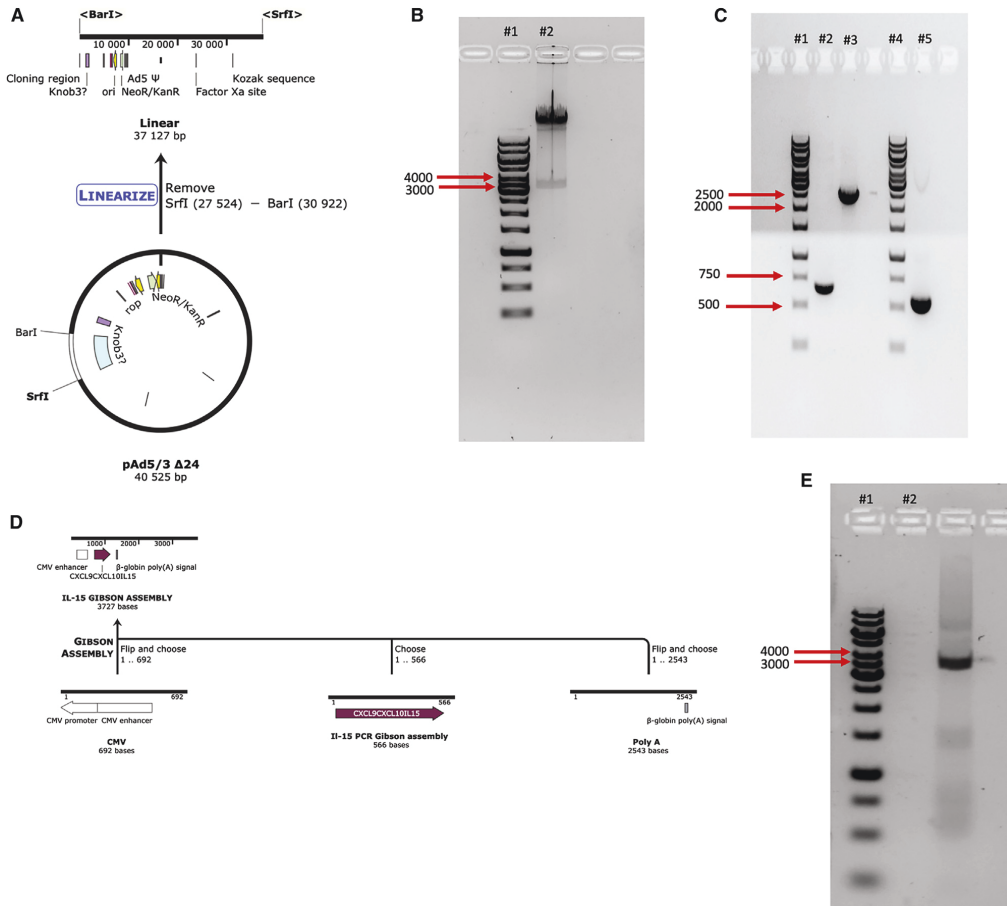 A
<BarI>
<SrfI>
10 000
20 000
30 000
Cloning region
Ad5 Ψ
Kozak sequence
Knob3?
ori
NeoR/KanR
Factor Xa site
Linear
37 127 bp
LINEARIZE
Remove
SrfI (27 524) – BarI (30 922)
rop
NeoR/KanR
Knob3?
BarI
SrfI
pAd5/3 Δ24
40 525 bp
B
#1
#2
4000
3000
C
#1
#2
#3
#4
#5
2500
2000
750
500
D
1000
2000
3000
CMV enhancer
β-globin poly(A) signal
CXCL9CXCL10IL15
IL-15 GIBSON ASSEMBLY
3727 bases
GIBSON
ASSEMBLY
Flip and choose
1 .. 692
Choose
1 .. 566
Flip and choose
1 .. 2543
1
692
CMV promoter
CMV enhancer
CMV
692 bases
1
566
CXCL9CXCL10IL15
Il-15 PCR Gibson assembly
566 bases
1
2543
β-globin poly(A) signal
Poly A
2543 bases
E
#1
#2
4000
3000